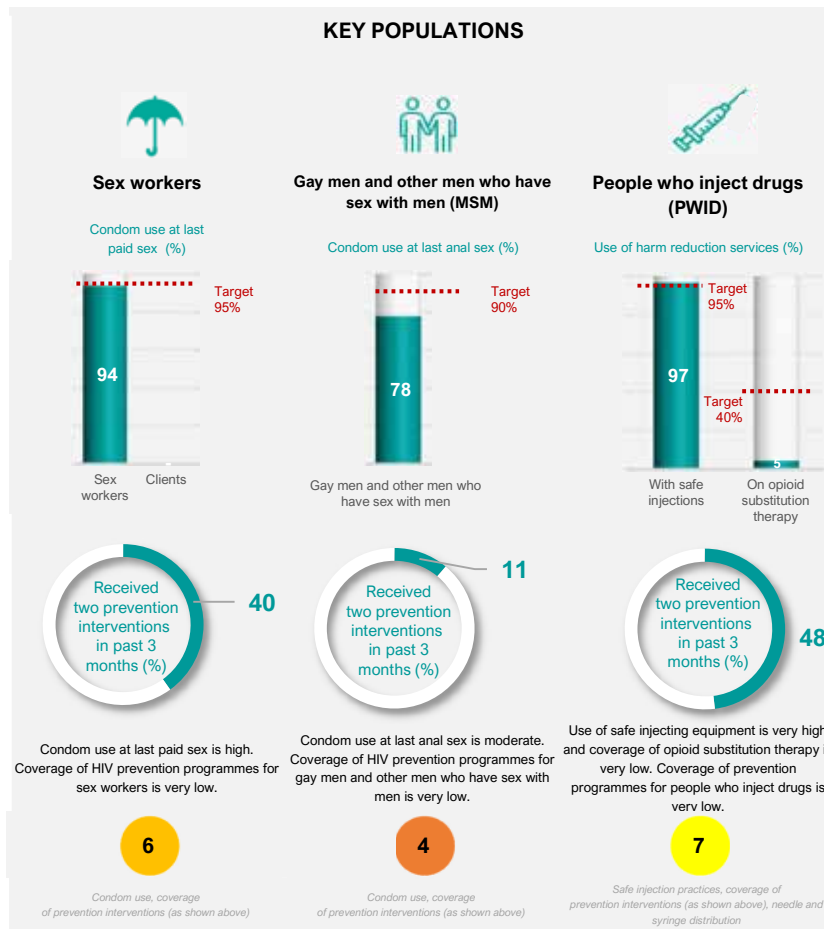 KEY POPULATIONS
Sex workers
Condom use at last
paid sex (%)
Target
95%
94
Sex
workers
Clients
Received
two prevention
interventions
in past 3
months (%)
40
Condom use at last paid sex is high.
Coverage of HIV prevention programmes for
sex workers is very low.
6
Condom use, coverage
of prevention interventions (as shown above)
Gay men and other men who have
sex with men (MSM)
Condom use at last anal sex (%)
Target
90%
78
Gay men and other men who
have sex with men
Received
two prevention
interventions
in past 3
months (%)
11
Condom use at last anal sex is moderate.
Coverage of HIV prevention programmes for
gay men and other men who have sex with
men is very low.
4
Condom use, coverage
of prevention interventions (as shown above)
People who inject drugs
(PWID)
Use of harm reduction services (%)
Target
95%
97
Target
40%
5
With safe
injections
On opioid
substitution
therapy
Received
two prevention
interventions
in past 3
months (%)
48
Use of safe injecting equipment is very high
and coverage of opioid substitution therapy i
very low. Coverage of prevention
programmes for people who inject drugs is
very low.
7
Safe injection practices, coverage of
prevention interventions (as shown above), needle and
syringe distribution